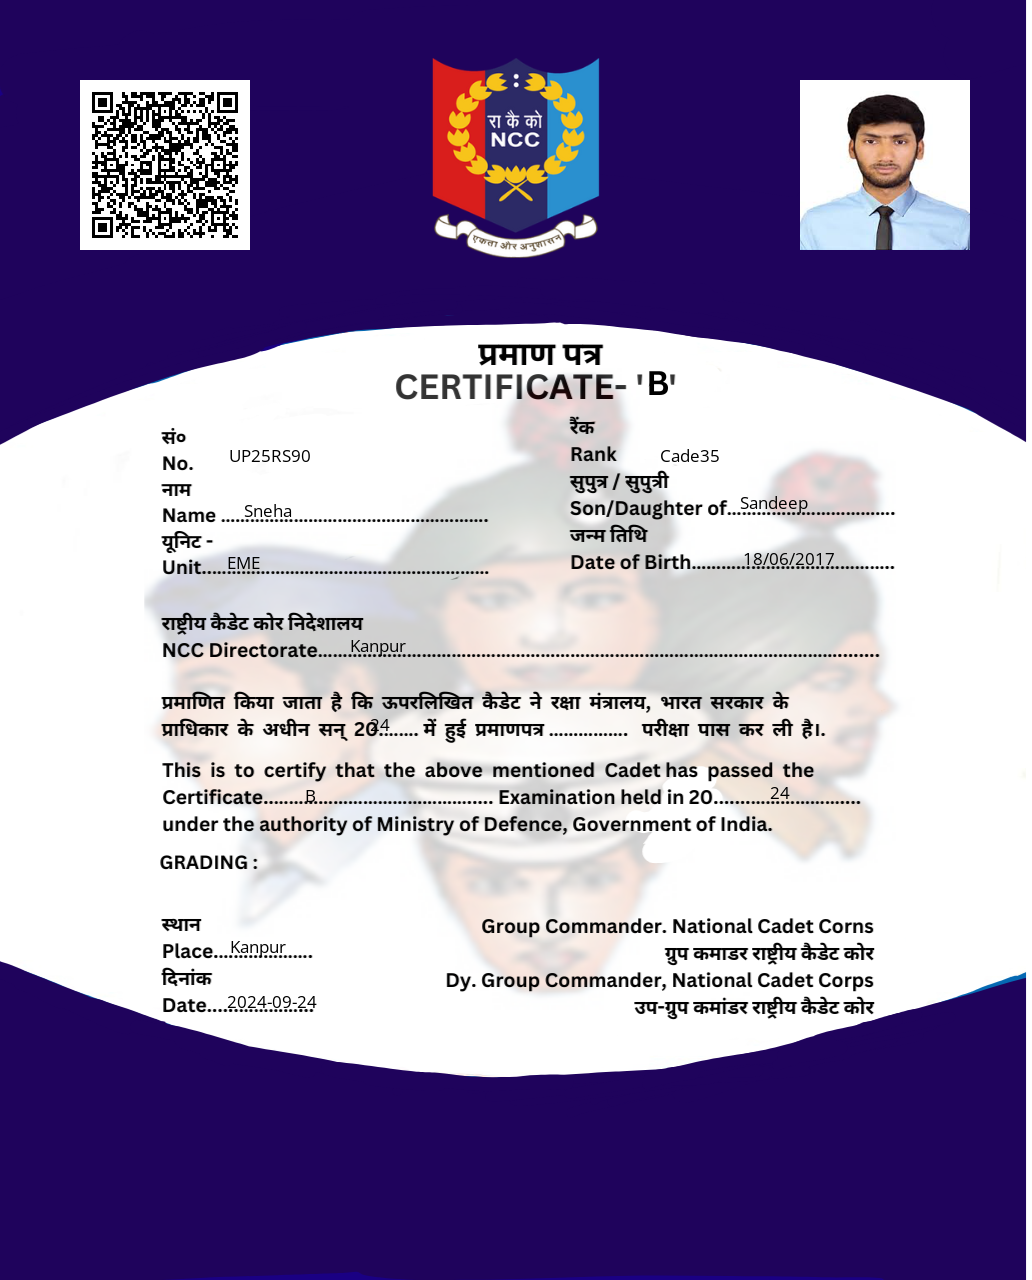 रा कै को
NCC
एकता और अनुशासन
प्रमाण पत्र
CERTIFICATE- 'B'
सं०
No. UP25RS90
नाम
Name ....................................................... Sneha
यूनिट -
Unit........................................................... EME
रैंक
Rank Cade35
सुपुत्र / सुपुत्री
Son/Daughter of.................................. Sandeep
जन्म तिथि
Date of Birth......................................... 18/06/2017
राष्ट्रीय कैडेट कोर निदेशालय
NCC Directorate.................................................................................................................. Kanpur
प्रमाणित किया जाता है कि ऊपरलिखित कैडेट ने रक्षा मंत्रालय, भारत सरकार के
प्राधिकार के अधीन सन् 20........ 24 में हुई प्रमाणपत्र ................ परीक्षा पास कर ली है।.
This is to certify that the above mentioned Cadet has passed the
Certificate............................................... B Examination held in 20.............................. 24
under the authority of Ministry of Defence, Government of India.
GRADING :
स्थान
Place.................... Kanpur
दिनांक
Date...................... 2024-09-24
Group Commander. National Cadet Corns
ग्रुप कमाडर राष्ट्रीय कैडेट कोर
Dy. Group Commander, National Cadet Corps
उप-ग्रुप कमांडर राष्ट्रीय कैडेट कोर